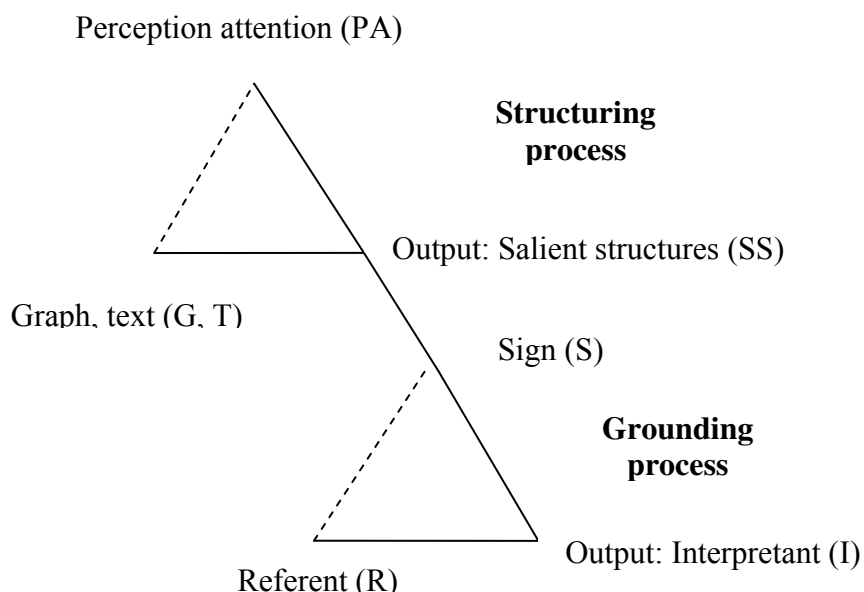 Perception attention (PA)
Structuring
process
Output: Salient structures (SS)
Graph, text (G, T)
Sign (S)
Grounding
process
Output: Interpretant (I)
Referent (R)